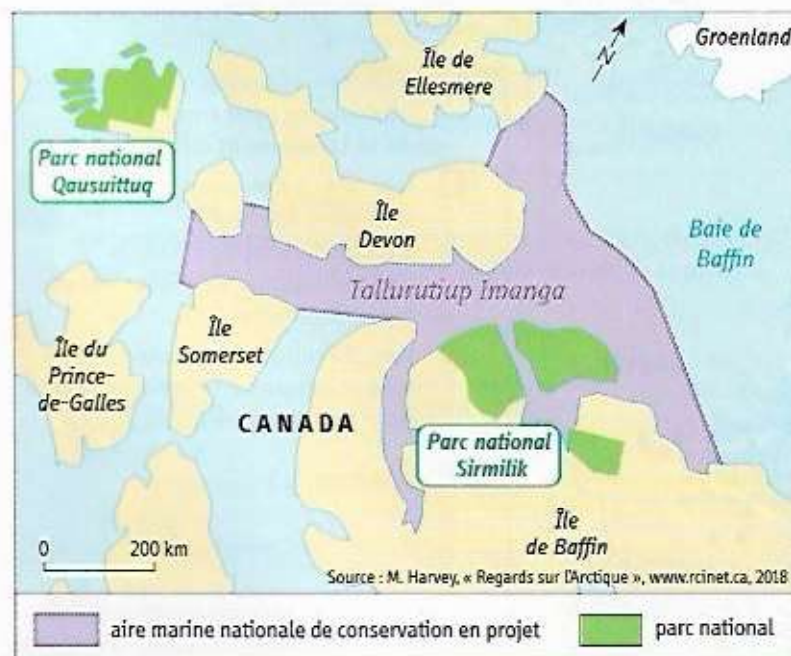 Groenland
N
Île de
Ellesmere
Parc national
Qausuittuq
Île
Devon
Baie de
Baffin
Tallurutiup Imanga
Île
Somerset
Île du
Prince-
de-Galles
CANADA
Parc national
Sirmilik
Île
de Baffin
0 200 km
Source : M. Harvey, « Regards sur l'Arctique », www.rcinet.ca, 2018
aire marine nationale de conservation en projet
parc national